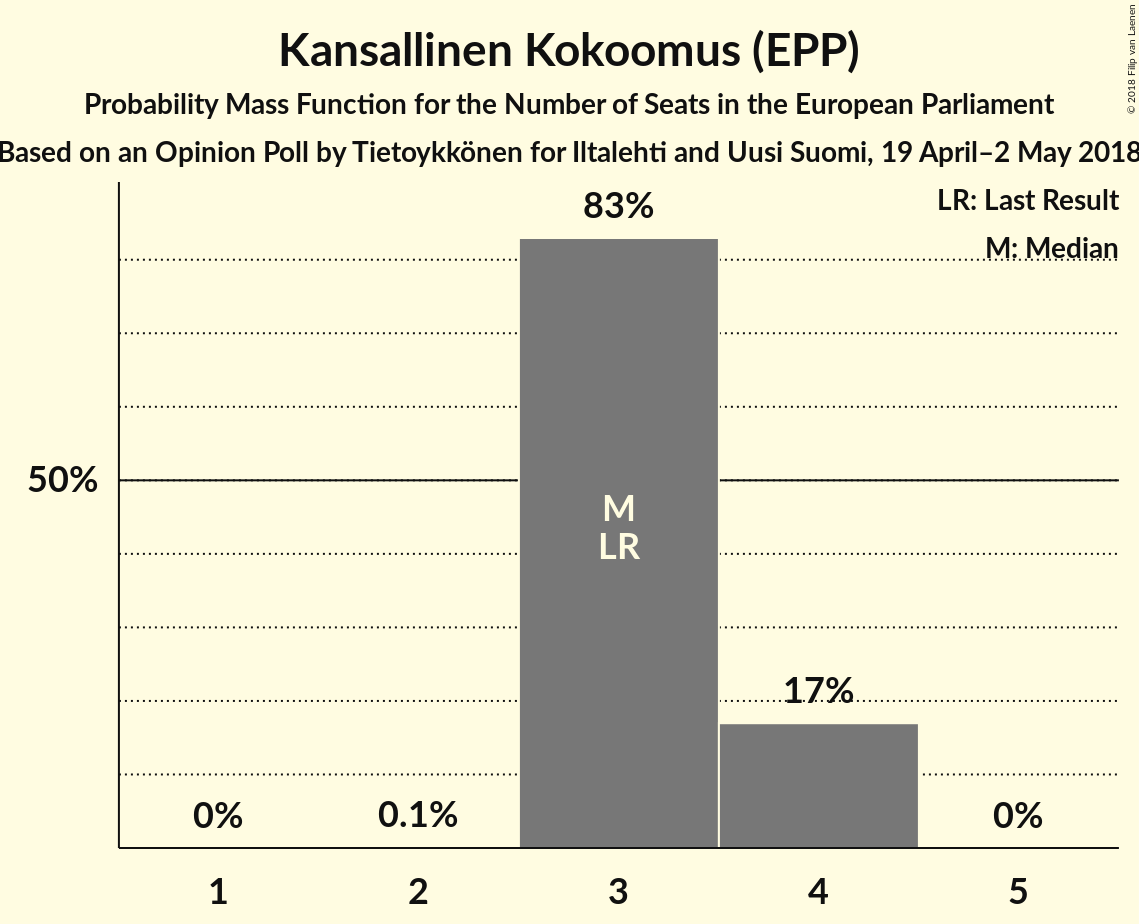 Kansallinen Kokoomus (EPP)
Probability Mass Function for the Number of Seats in the European Parliament
Based on an Opinion Poll by Tietoykkönen for Iltalehti and Uusi Suomi, 19 April–2 May 2018
© 2018 Filip van Laenen
LR: Last Result
M: Median
83%
50%
M
LR
17%
0%
0.1%
0%
1
2
3
4
5